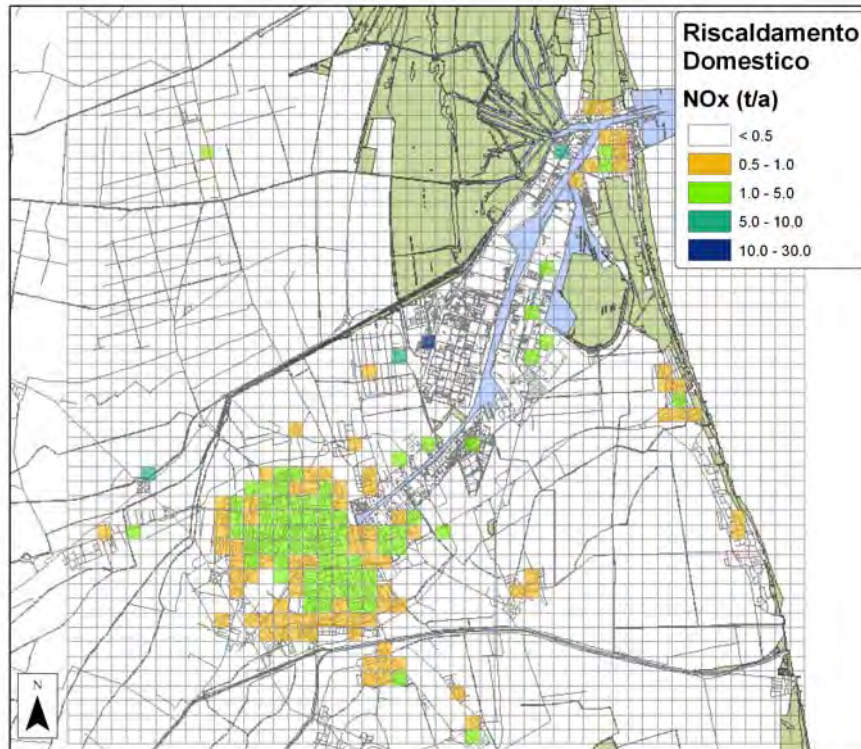 Riscaldamento
Domestico
NOx (t/a)
< 0.5
0.5 - 1.0
1.0 - 5.0
5.0 - 10.0
10.0 - 30.0
N